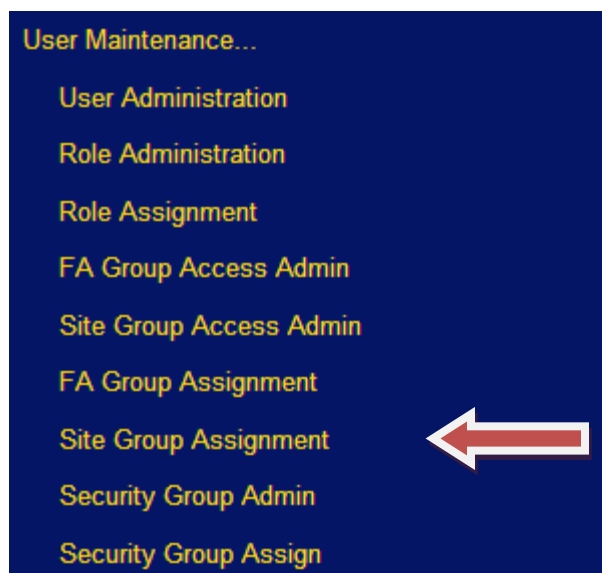 User Maintenance...
User Administration
Role Administration
Role Assignment
FA Group Access Admin
Site Group Access Admin
FA Group Assignment
Site Group Assignment
Security Group Admin
Security Group Assign